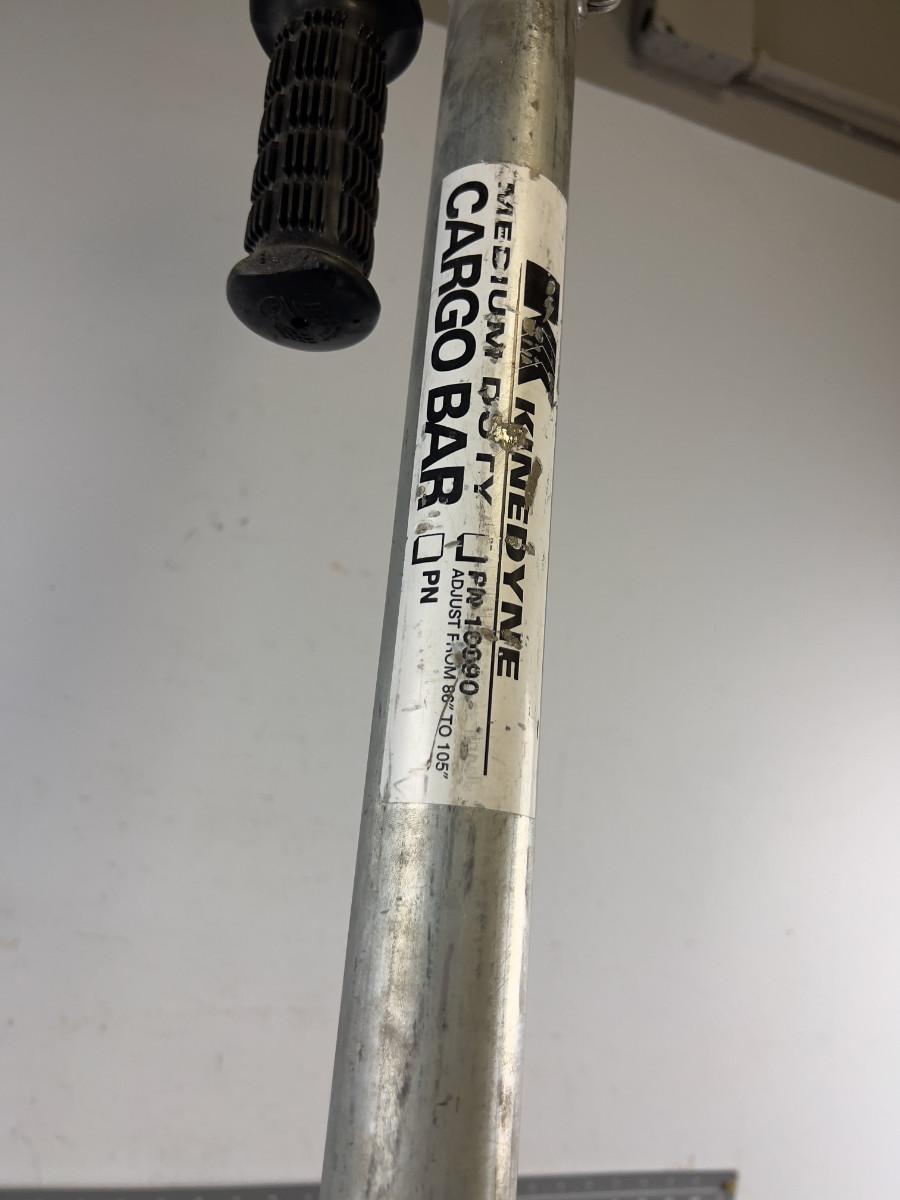 KINEDYNE
MEDIUM DUTY
CARGO BAR
PN 10090
ADJUST FROM 86" TO 105"
PN